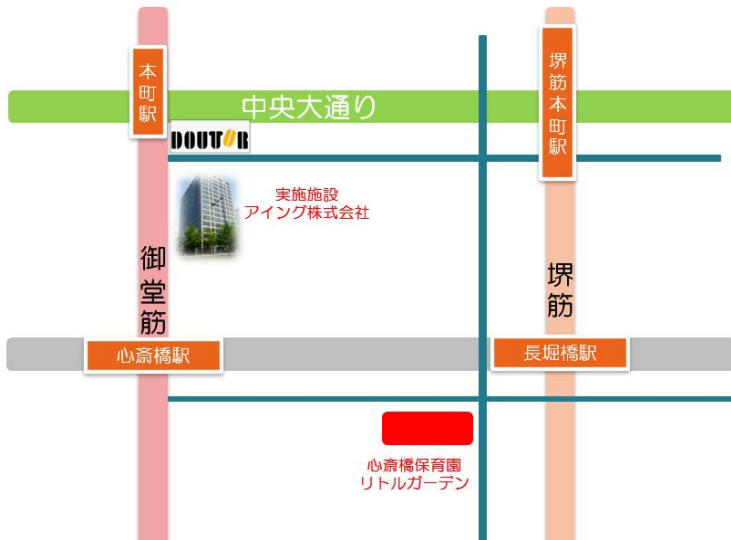 本町駅
堺筋本町駅
中央大通り
DOUTOR
実施施設
アイング株式会社
御堂筋
堺筋
心斎橋駅
長堀橋駅
心斎橋保育園
リトルガーデン